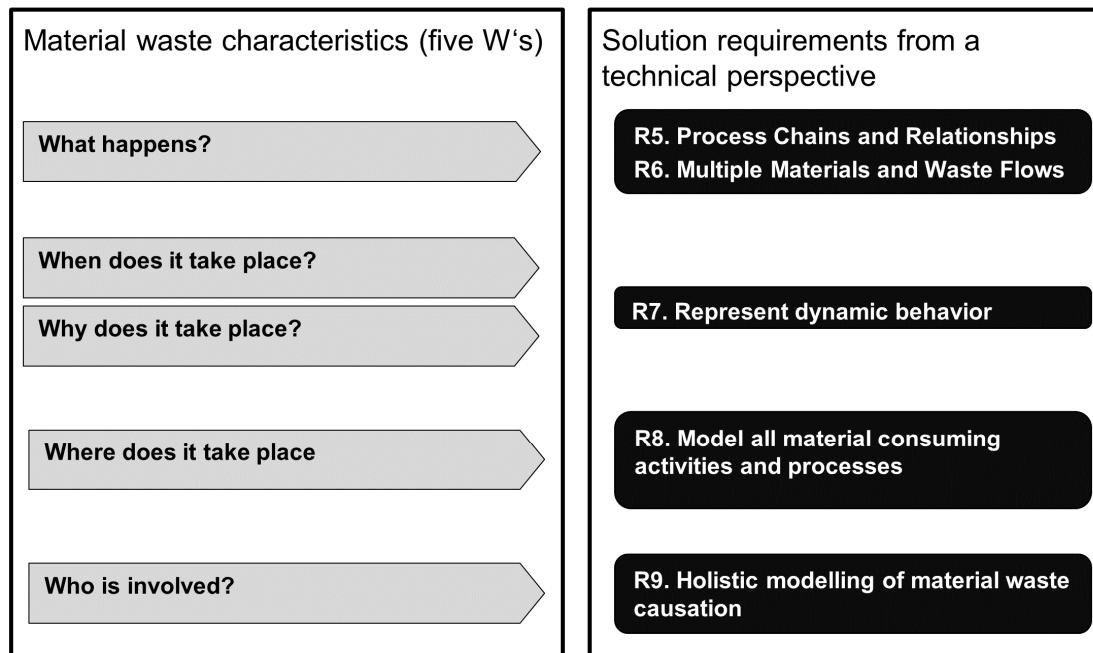 Material waste characteristics (five W‘s)
What happens?
When does it take place?
Why does it take place?
Where does it take place
Who is involved?
Solution requirements from a
technical perspective
R5. Process Chains and Relationships
R6. Multiple Materials and Waste Flows
R7. Represent dynamic behavior
R8. Model all material consuming
activities and processes
R9. Holistic modelling of material waste
causation